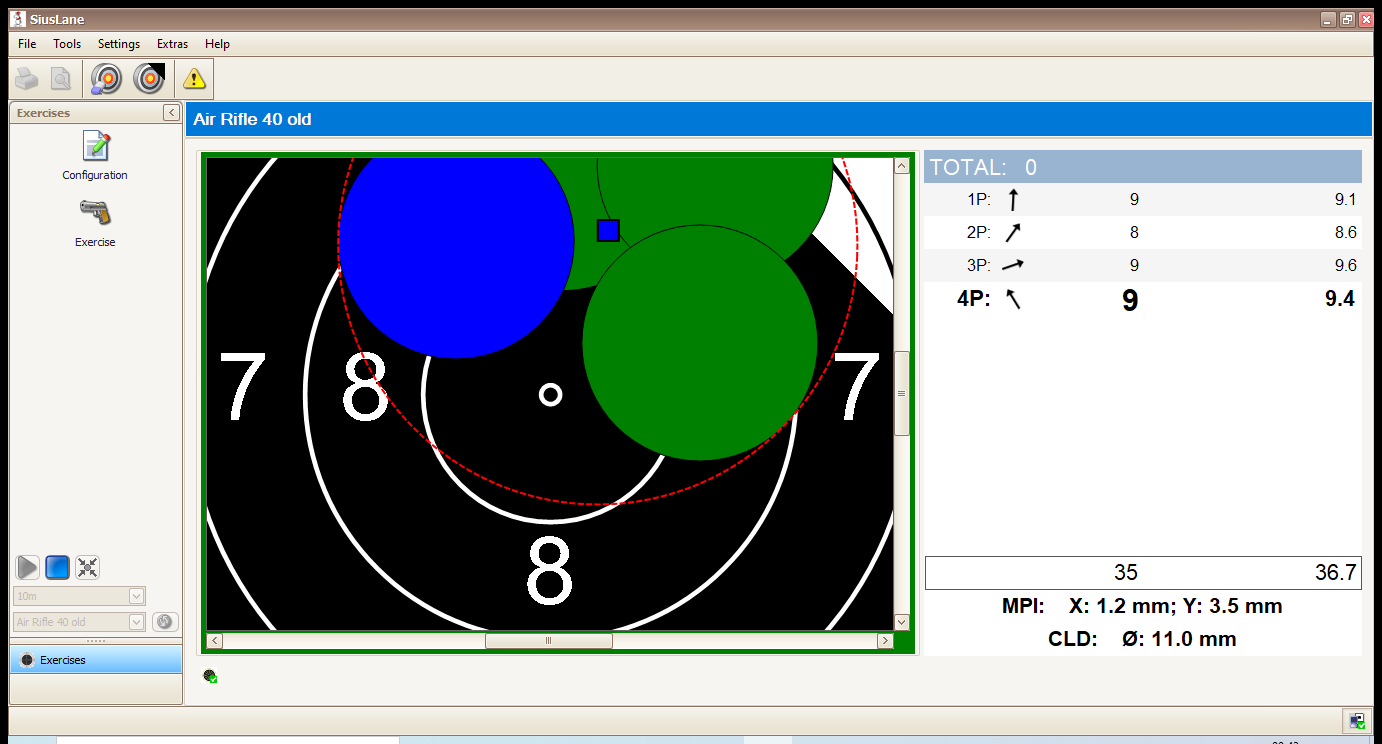 SiusLane
File Tools Settings Extras Help
Exercises
Configuration
Exercise
10m
Air Rifle 40 old
Exercises
Air Rifle 40 old
7 8 7
8
TOTAL: 0
1P: 9 9.1
2P: 8 8.6
3P: 9 9.6
4P: 9 9.4
35 36.7
MPI: X: 1.2 mm; Y: 3.5 mm
CLD: Ø: 11.0 mm